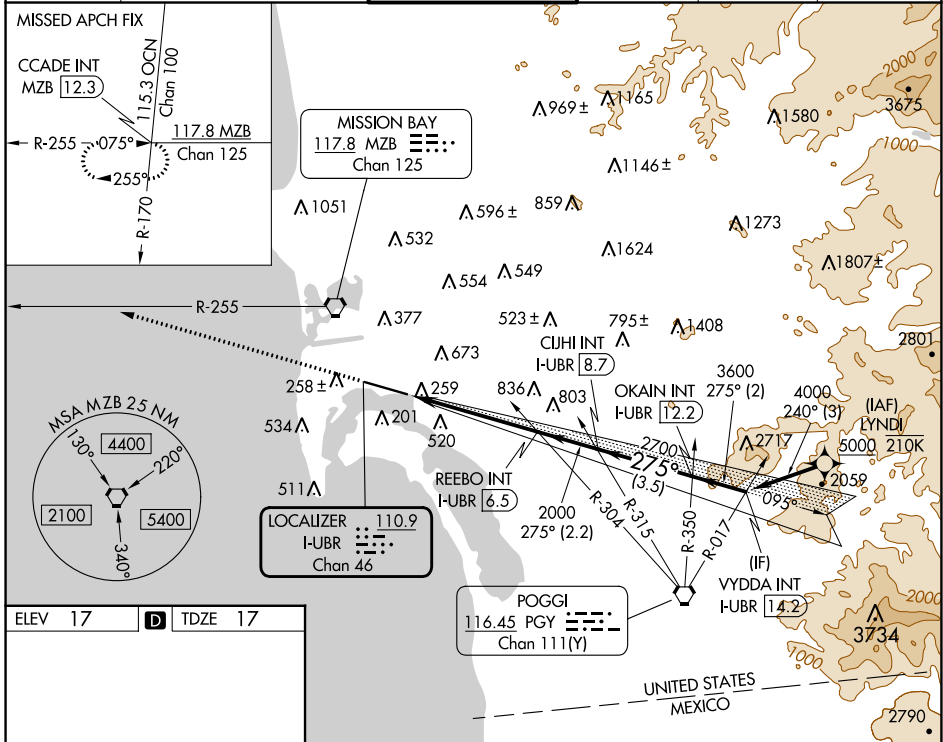 MISSED APCH FIX
CCADE INT
MZB 12.3
115.3 OCN
Chan 100
R-255
075°
117.8 MZB
Chan 125
255°
R-170
MISSION BAY
117.8 MZB
Chan 125
969±
1165
1580
3675
2000
1000
1146±
1051
596±
859
1273
532
1624
1807±
554
549
R-255
377
523±
795±
1408
2801
CIJHI INT
I-UBR 8.7
673
3600
275° (2)
258±
259
836
803
OKAIN INT
I-UBR 12.2
4000
240° (3)
(IAF)
LYNDI
5000 210K
MSA MZB 25 NM
130°
4400
220°
2100
5400
340°
534
201
520
2700
275°
(3.5)
2717
2059
095°
511
REEBO INT
I-UBR 6.5
2000
275° (2.2)
R-304
R-315
R-350
R-017
LOCALIZER 110.9
I-UBR
Chan 46
(IF)
VYDDA INT
I-UBR 14.2
POGGI
116.45 PGY
Chan 111(Y)
2000
3734
1000
ELEV 17
D
TDZE 17
UNITED STATES
MEXICO
2790